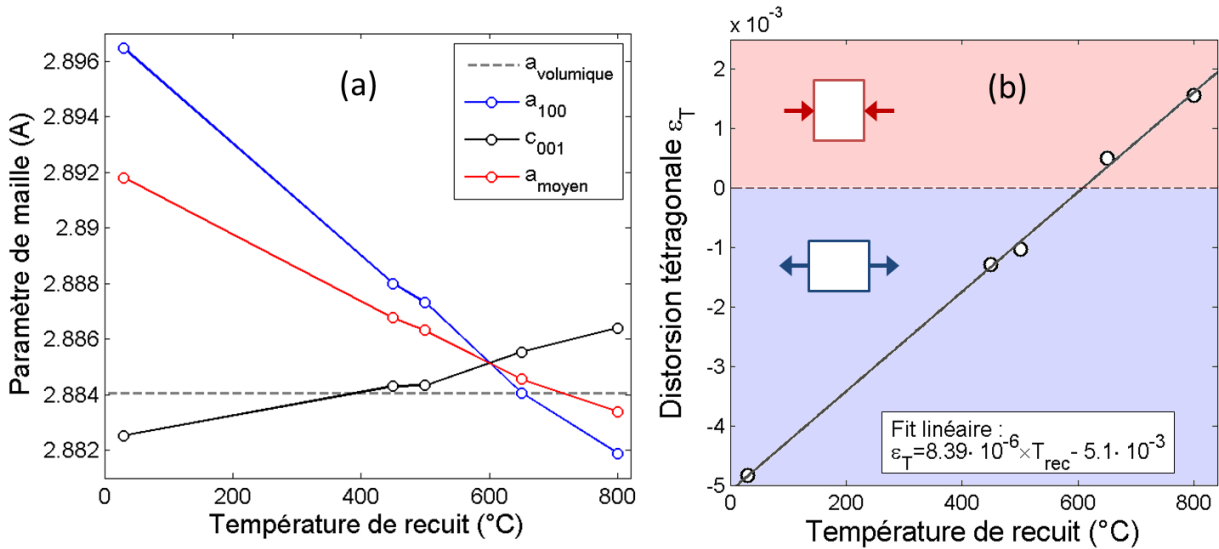 (a)
Paramètre de maille (A)
2.896
2.894
2.892
2.89
2.888
2.886
2.884
2.882
0
200
400
600
800
Température de recuit (°C)
a_volumique
a_100
c_001
a_moyen
(b)
x 10^-3
Distorsion tétragonale ε_T
2
1
0
-1
-2
-3
-4
-5
0
200
400
600
800
Température de recuit (°C)
Fit linéaire :
ε_T=8.39· 10^-6×T_rec- 5.1· 10^-3